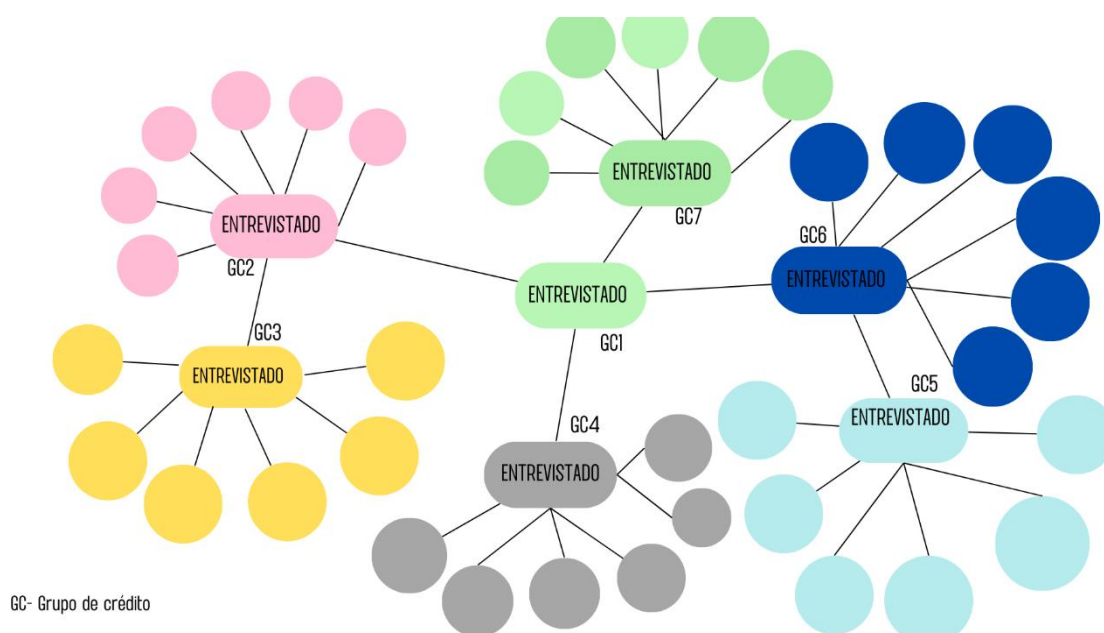 ENTREVISTADO
GC7
ENTREVISTADO
GC2
GC6
ENTREVISTADO
ENTREVISTADO
GC1
GC3
ENTREVISTADO
GC5
ENTREVISTADO
GC4
ENTREVISTADO
GC- Grupo de crédito